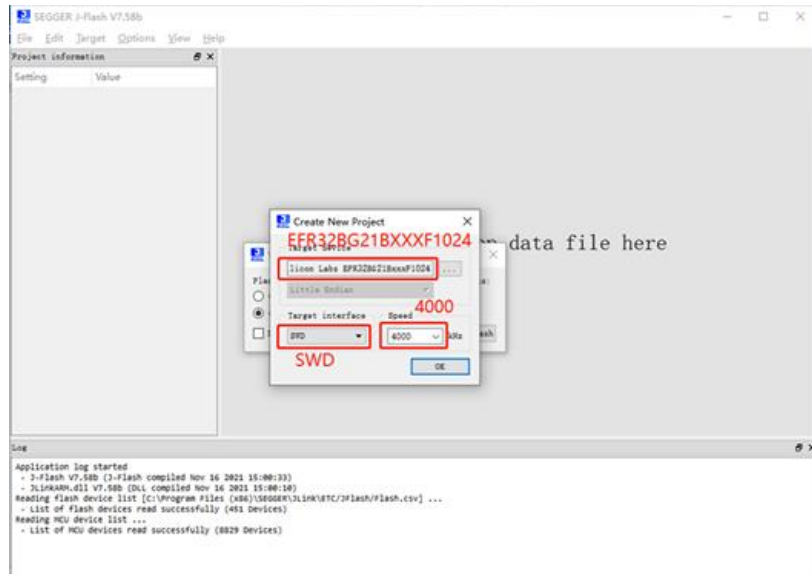 SEGGER J-Flash V7.58b
File Edit Target Options View Help
Project information
Setting Value
Create New Project
EFR32BG21BXXXF1024
Target Device
licon Labs EFR32BG21BxxxF1024 ...
Little Endian
data file here
4000
Target interface Speed
SWD 4000 kHz
SWD
OK
Log
Application log started
- J-Flash V7.58b (J-Flash compiled Nov 16 2021 15:00:33)
- JLinkARM.dll V7.58b (DLL compiled Nov 16 2021 15:00:10)
Reading flash device list [C:\Program Files (x86)\SEGGER\JLink\ETC/JFlash/Flash.csv] ...
- List of flash devices read successfully (451 Devices)
Reading MCU device list ...
- List of MCU devices read successfully (8829 Devices)